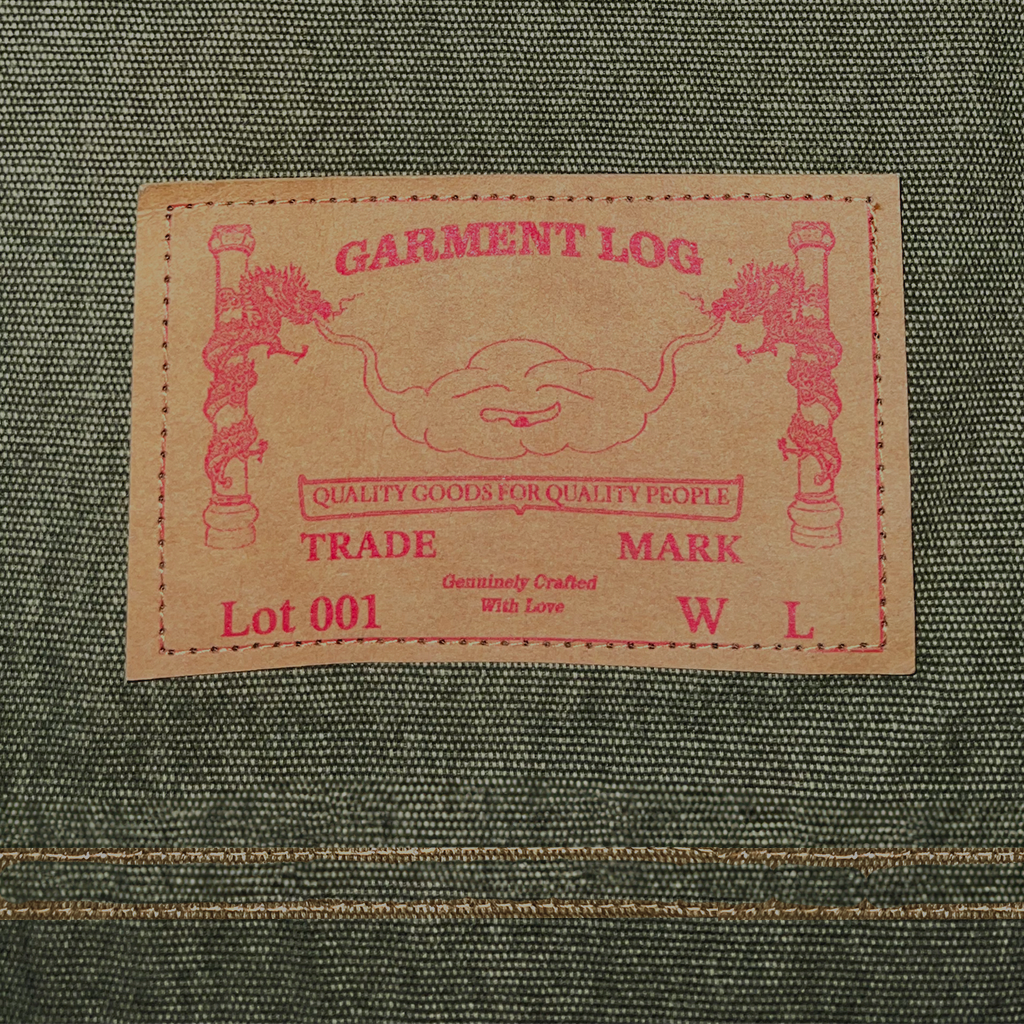 GARMENT LOG
QUALITY GOODS FOR QUALITY PEOPLE
TRADE MARK
Genuinely Crafted
With Love
Lot 001 W L